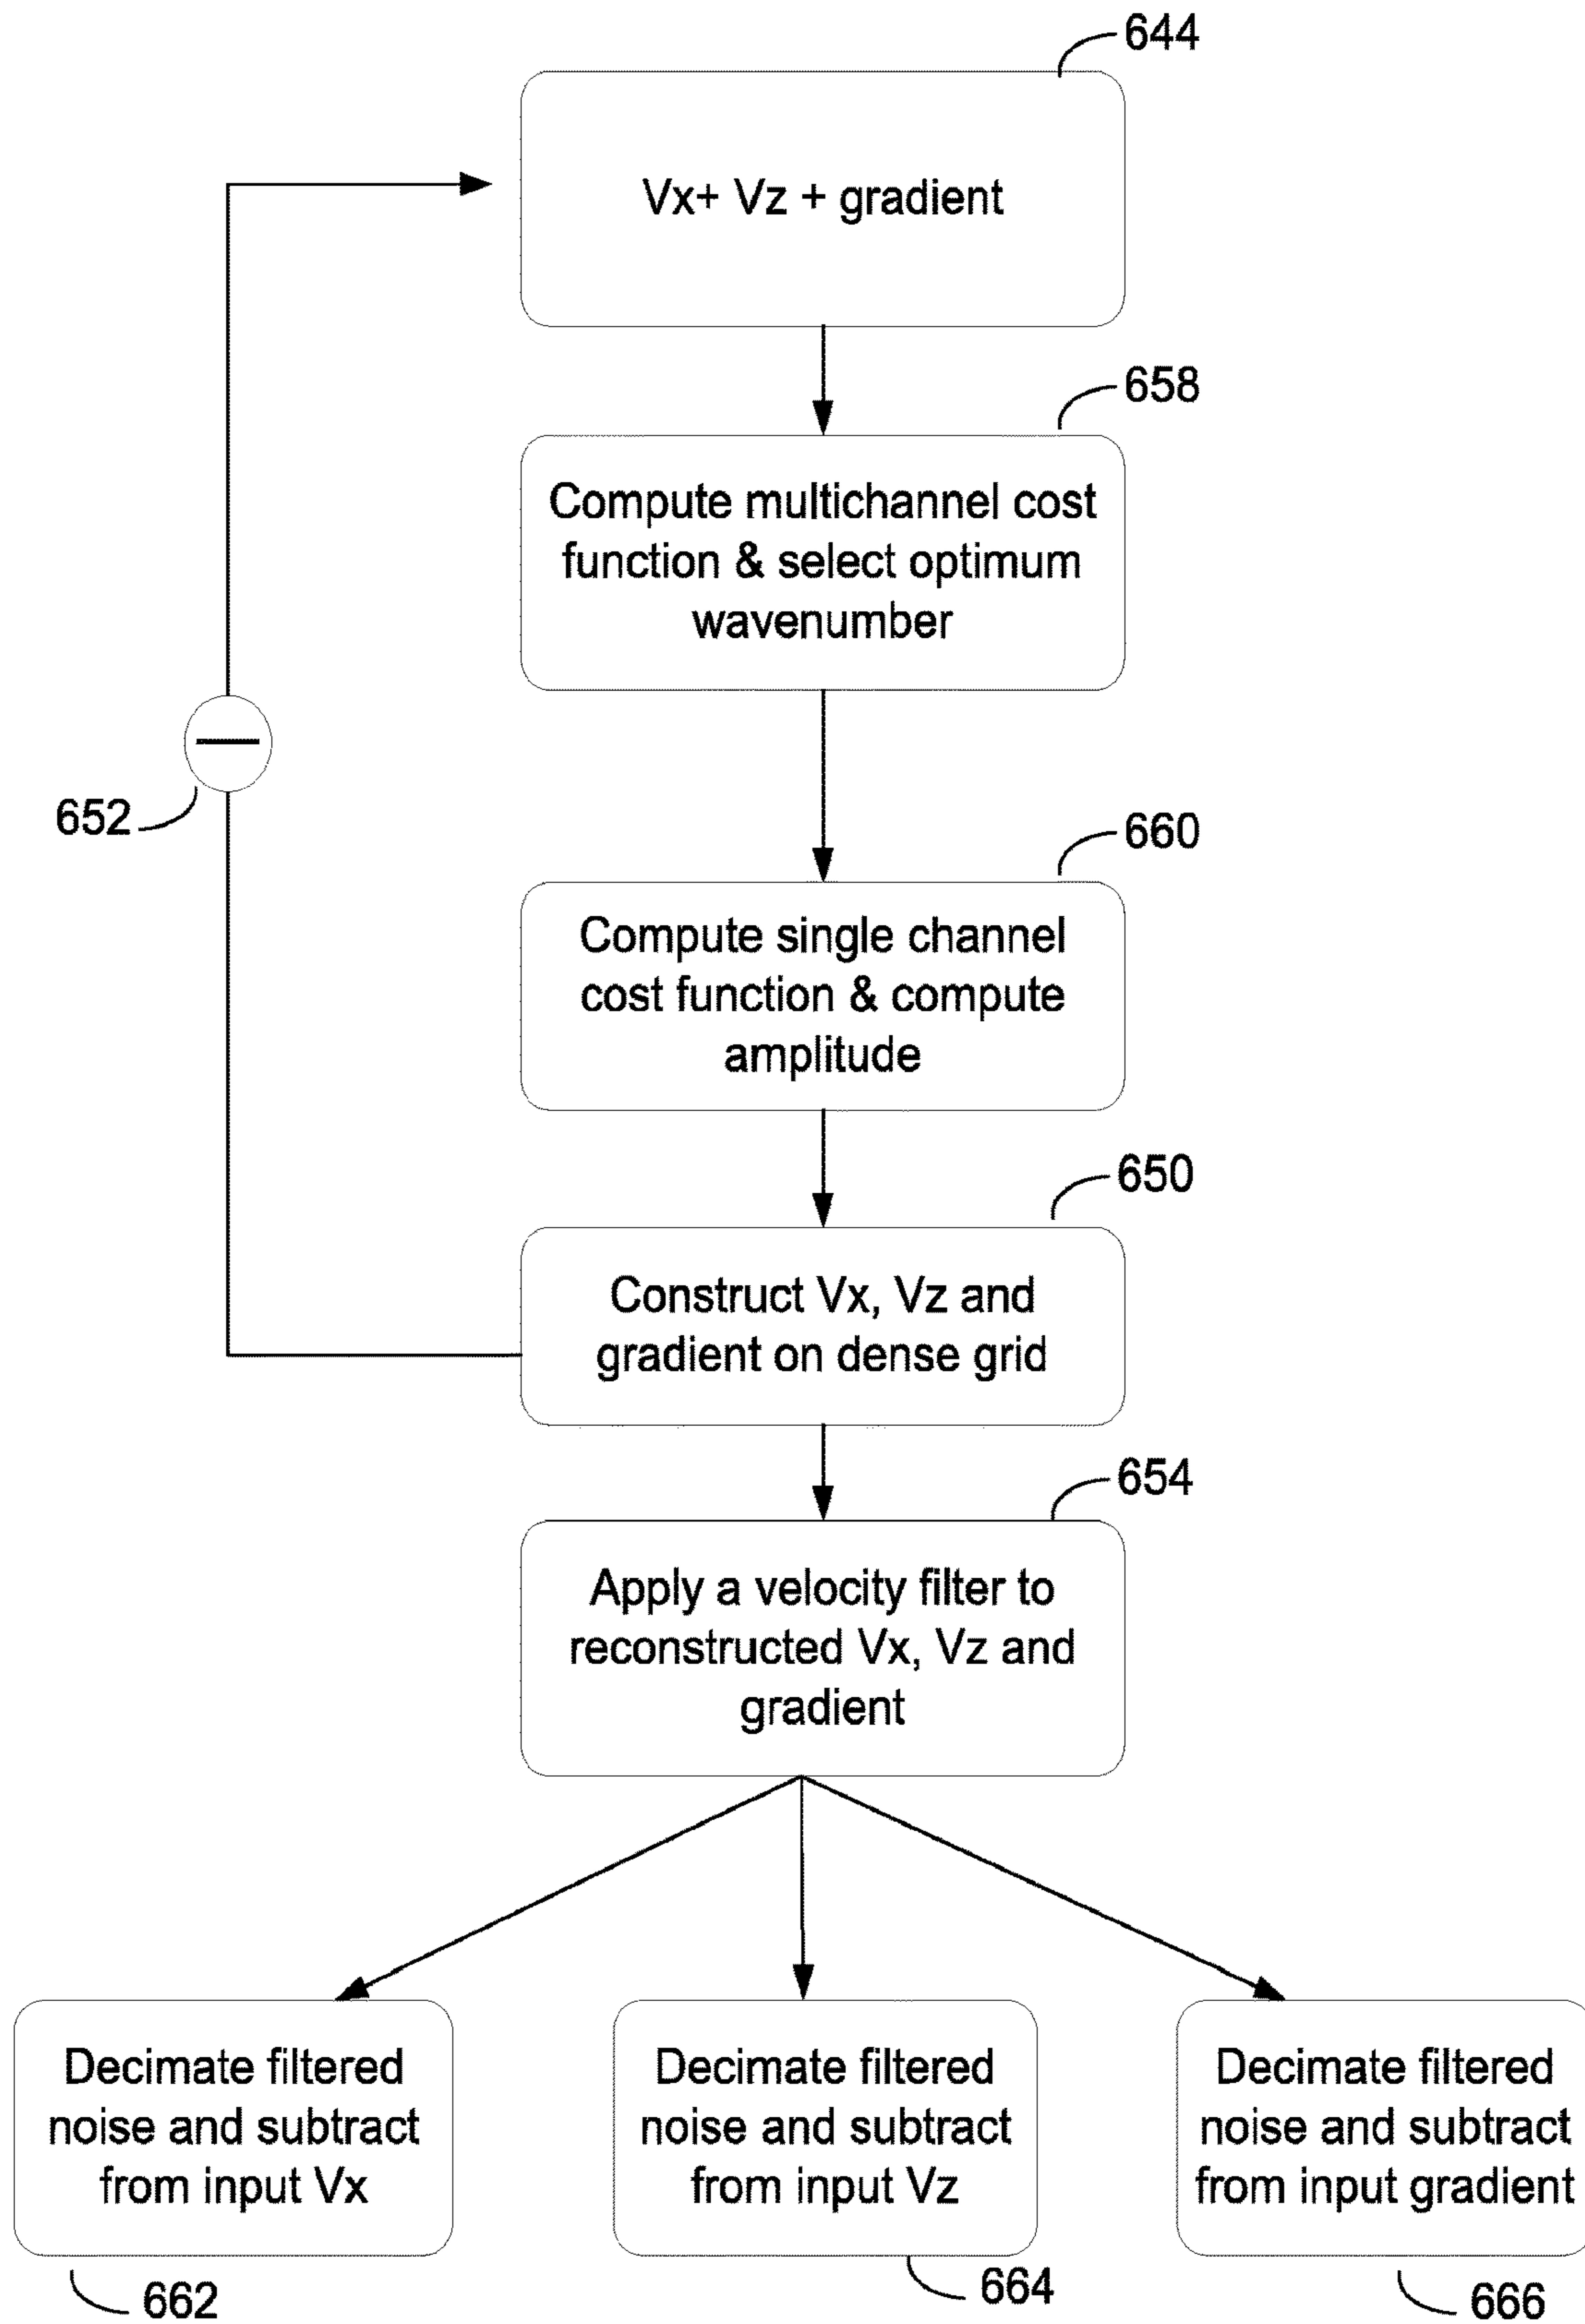 644
Vx+ Vz + gradient
658
Compute multichannel cost
function & select optimum
wavenumber
652
660
Compute single channel
cost function & compute
amplitude
650
Construct Vx, Vz and
gradient on dense grid
654
Apply a velocity filter to
reconstructed Vx, Vz and
gradient
Decimate filtered
noise and subtract
from input Vx
662
Decimate filtered
noise and subtract
from input Vz
664
Decimate filtered
noise and subtract
from input gradient
666